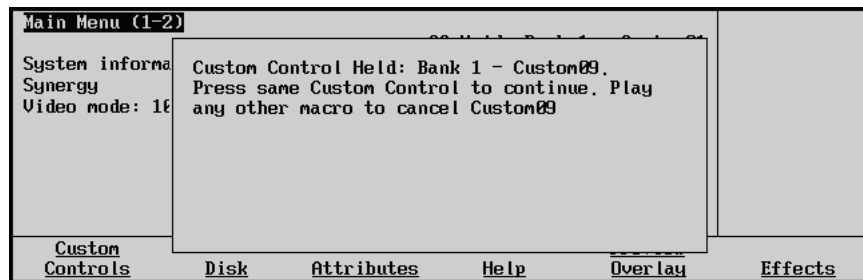 Main Menu (1-2)
System informa
Synergy
Video mode: 10
Custom Control Held: Bank 1 - Custom09.
Press same Custom Control to continue. Play
any other macro to cancel Custom09
Custom
Controls
Disk
Attributes
Help
Overlay
Effects